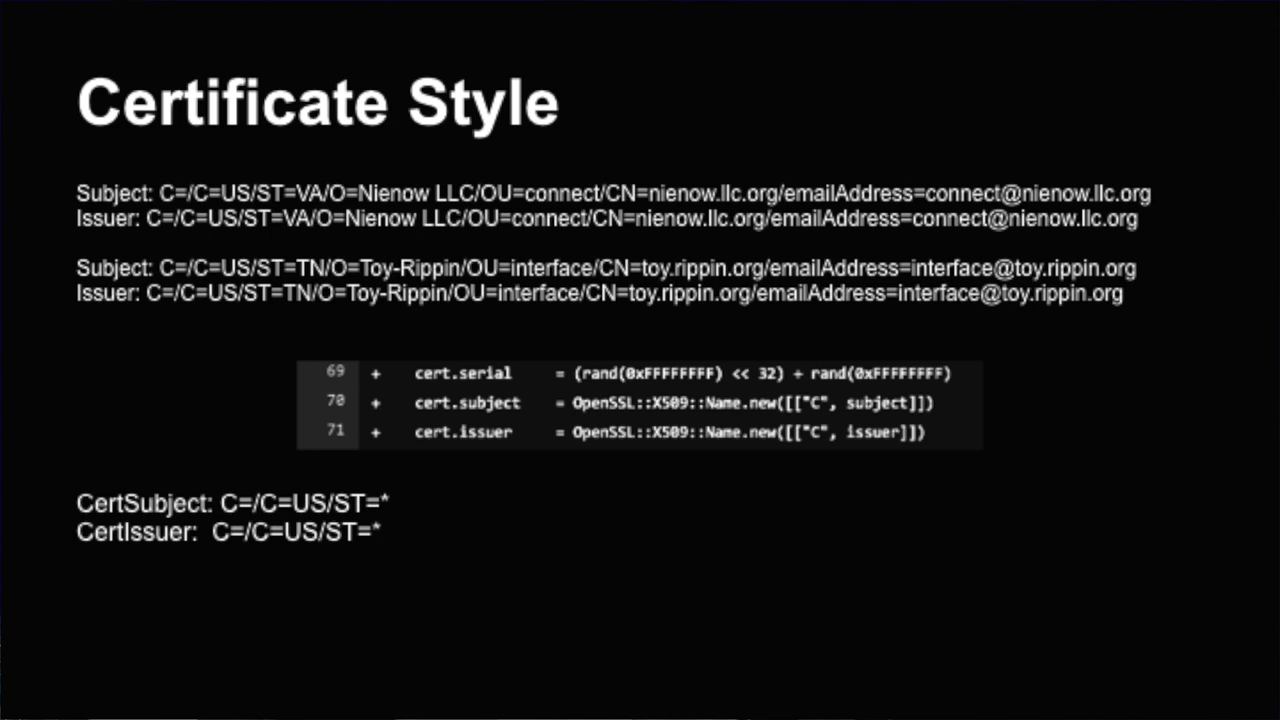 Certificate Style
Subject: C=/C=US/ST=VA/O=Nienow LLC/OU=connect/CN=nienow.llc.org/emailAddress=connect@nienow.llc.org
Issuer: C=/C=US/ST=VA/O=Nienow LLC/OU=connect/CN=nienow.llc.org/emailAddress=connect@nienow.llc.org
Subject: C=/C=US/ST=TN/O=Toy-Rippin/OU=interface/CN=toy.rippin.org/emailAddress=interface@toy.rippin.org
Issuer: C=/C=US/ST=TN/O=Toy-Rippin/OU=interface/CN=toy.rippin.org/emailAddress=interface@toy.rippin.org
69 + cert.serial = (rand(0xFFFFFFFF) << 32) + rand(0xFFFFFFFF)
70 + cert.subject = OpenSSL::X509::Name.new([["C", subject]])
71 + cert.issuer = OpenSSL::X509::Name.new([["C", issuer]])
CertSubject: C=/C=US/ST=*
CertIssuer: C=/C=US/ST=*